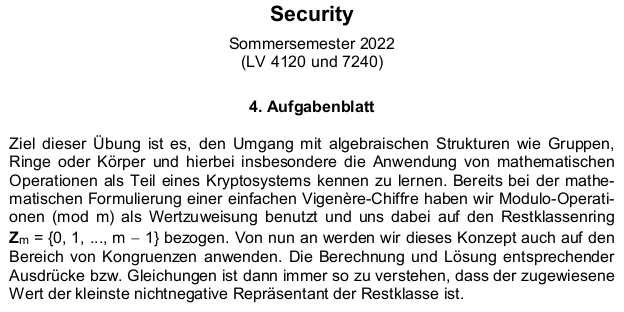 Security
Sommersemester 2022
(LV 4120 und 7240)
4. Aufgabenblatt
Ziel dieser Übung ist es, den Umgang mit algebraischen Strukturen wie Gruppen,
Ringe oder Körper und hierbei insbesondere die Anwendung von mathematischen
Operationen als Teil eines Kryptosystems kennen zu lernen. Bereits bei der mathe-
matischen Formulierung einer einfachen Vigenère-Chiffre haben wir Modulo-Operati-
onen (mod m) als Wertzuweisung benutzt und uns dabei auf den Restklassenring
Zm = {0, 1, ..., m − 1} bezogen. Von nun an werden wir dieses Konzept auch auf den
Bereich von Kongruenzen anwenden. Die Berechnung und Lösung entsprechender
Ausdrücke bzw. Gleichungen ist dann immer so zu verstehen, dass der zugewiesene
Wert der kleinste nichtnegative Repräsentant der Restklasse ist.